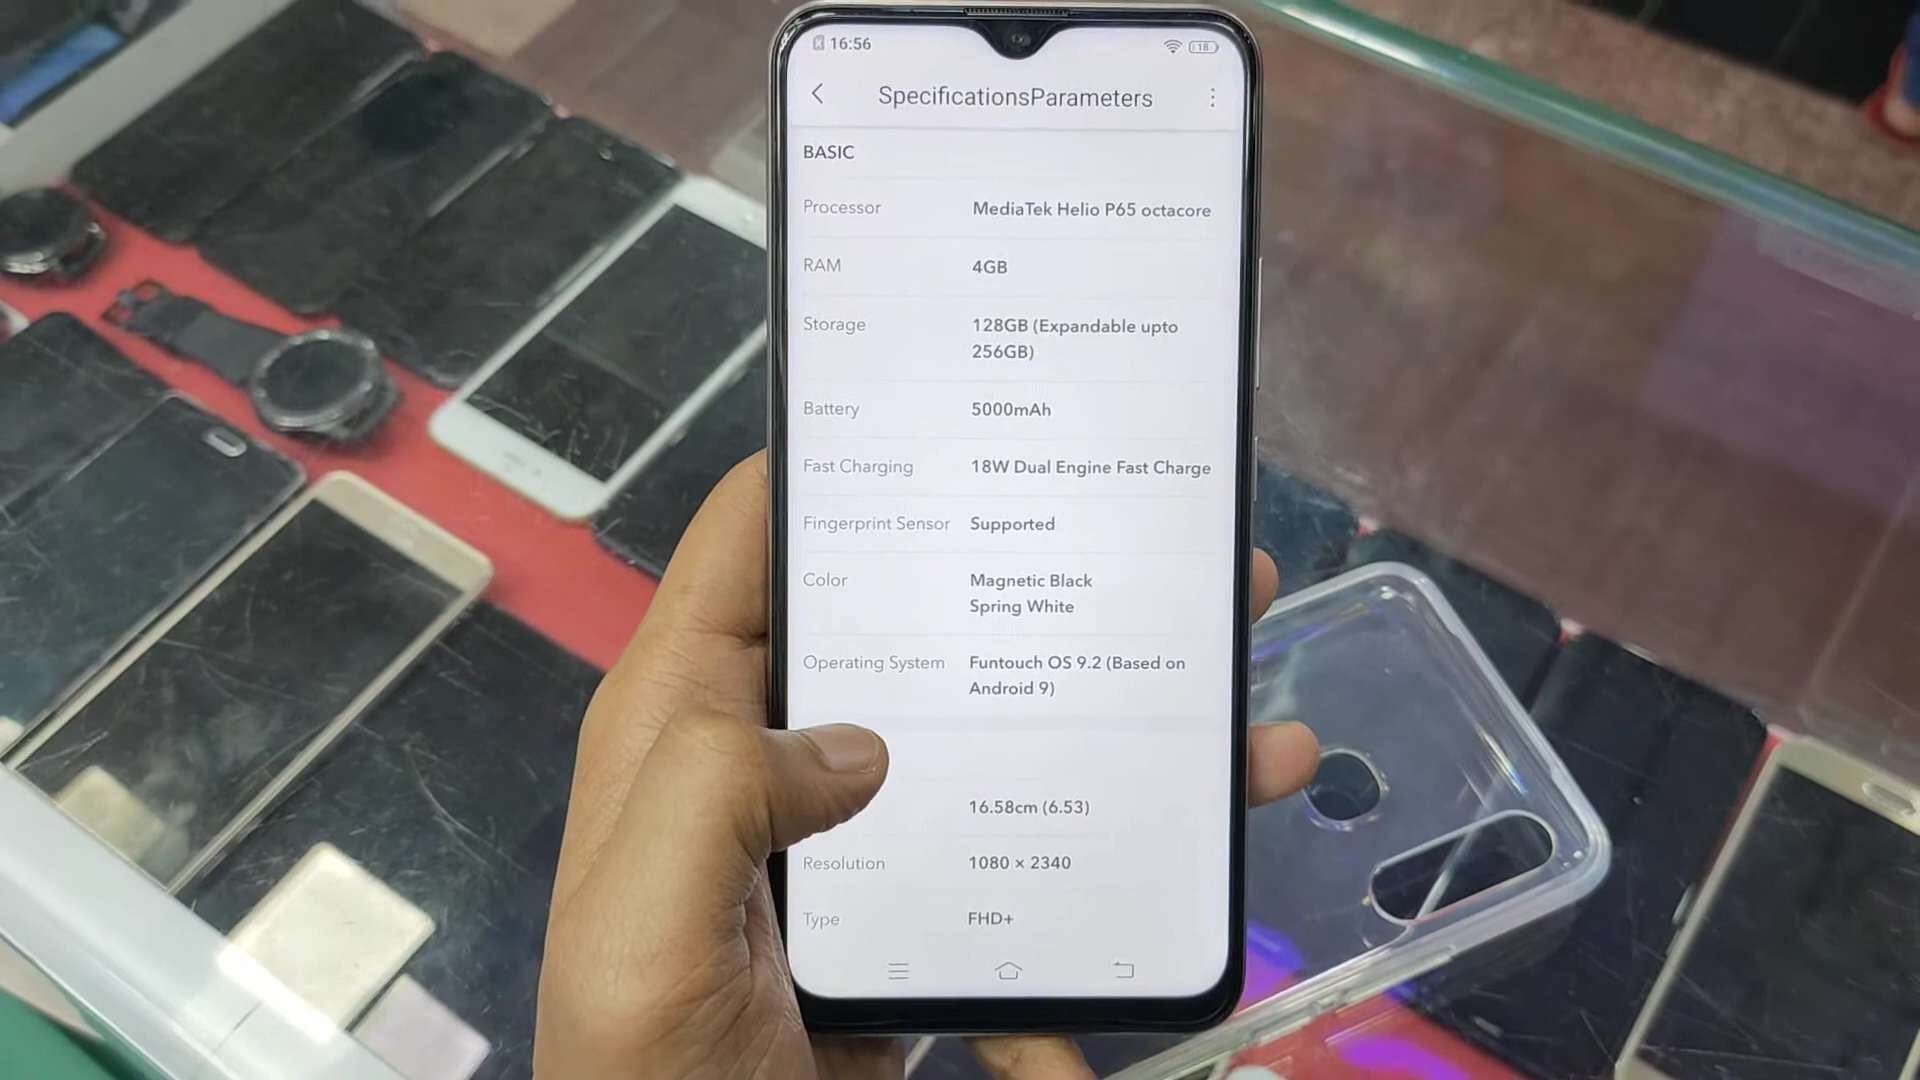 16:56
18
SpecificationsParameters
BASIC
Processor MediaTek Helio P65 octacore
RAM 4GB
Storage 128GB (Expandable upto
256GB)
Battery 5000mAh
Fast Charging 18W Dual Engine Fast Charge
Fingerprint Sensor Supported
Color Magnetic Black
Spring White
Operating System Funtouch OS 9.2 (Based on
Android 9)
16.58cm (6.53)
Resolution 1080 × 2340
Type FHD+